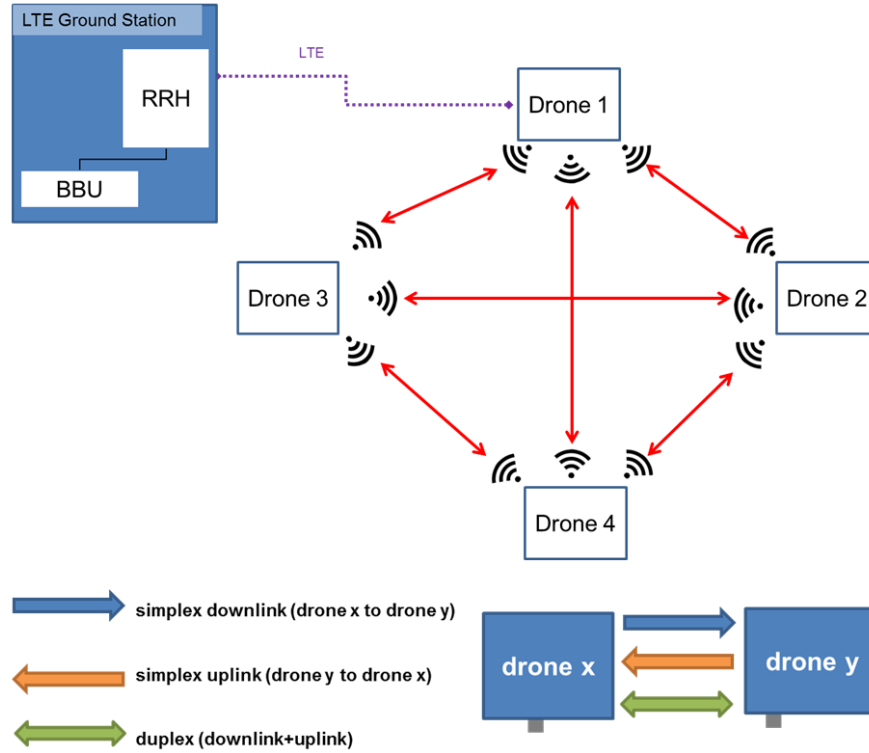 LTE Ground Station
LTE
RRH
Drone 1
BBU
Drone 3
Drone 2
Drone 4
simplex downlink (drone x to drone y)
simplex uplink (drone y to drone x)
duplex (downlink+uplink)
drone x
drone y